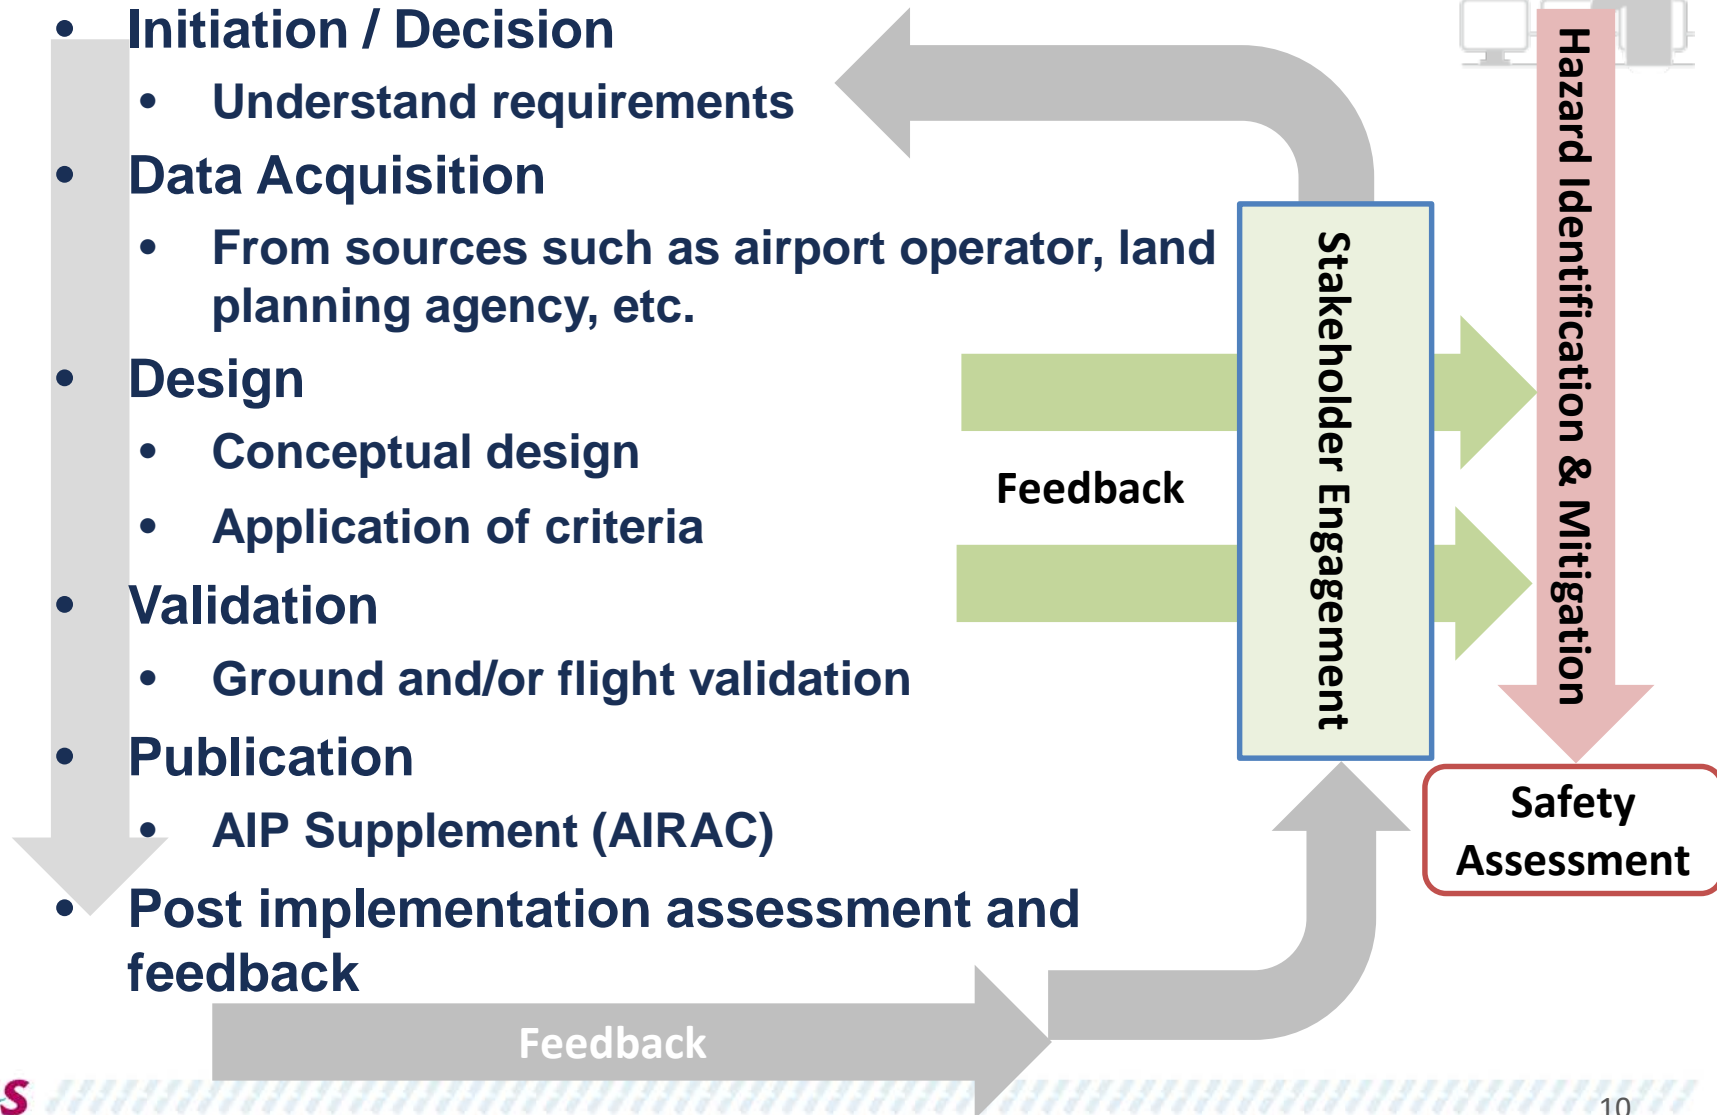 • Initiation / Decision
• Understand requirements
• Data Acquisition
• From sources such as airport operator, land
planning agency, etc.
• Design
• Conceptual design
• Application of criteria
• Validation
• Ground and/or flight validation
• Publication
• AIP Supplement (AIRAC)
• Post implementation assessment and
feedback
Feedback
Feedback
Stakeholder Engagement
Hazard Identification & Mitigation
Safety
Assessment
S
10